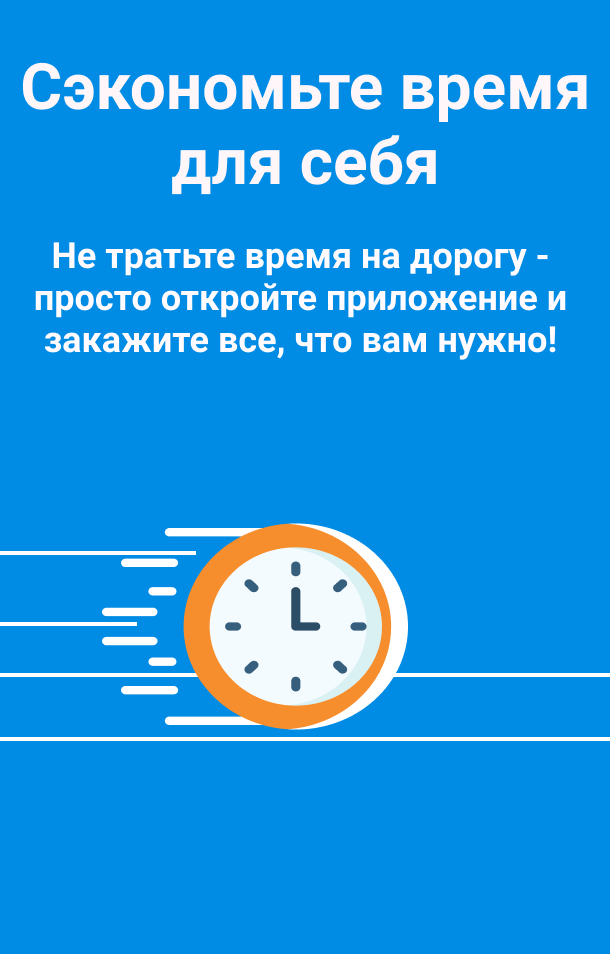 Сэкономьте время
для себя
Не тратьте время на дорогу -
просто откройте приложение и
закажите все, что вам нужно!